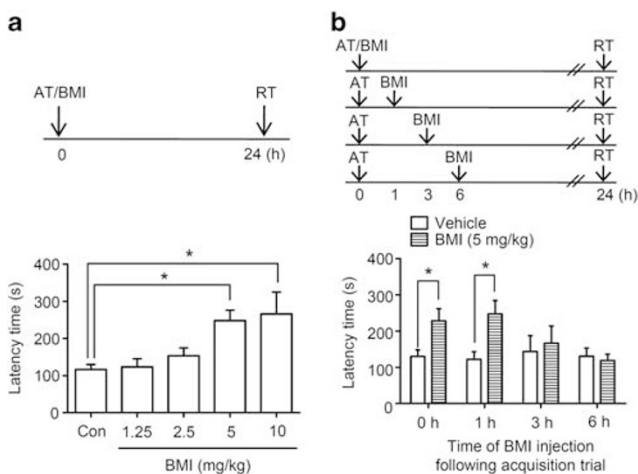 a
AT/BMI RT
0 24 (h)
Latency time (s)
400
300
200
100
0
* *
Con 1.25 2.5 5 10
BMI (mg/kg)
b
AT/BMI RT
AT BMI RT
AT BMI RT
AT BMI RT
0 1 3 6 24 (h)
Vehicle
BMI (5 mg/kg)
Latency time (s)
400
300
200
100
0
* *
0 h 1 h 3 h 6 h
Time of BMI injection
following acquisition trial